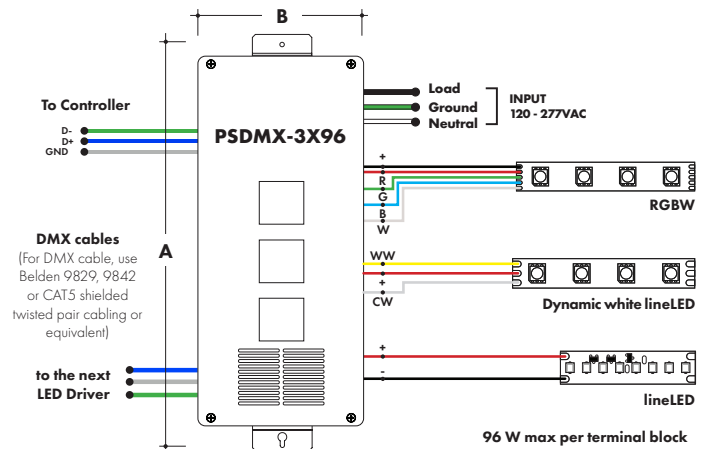 B
To Controller
D-
D+
GND
PSDMX-3X96
Load
Ground
Neutral
INPUT
120 - 277VAC
+
R
G
B
W
RGBW
DMX cables
(For DMX cable, use
Belden 9829, 9842
or CAT5 shielded
twisted pair cabling or
equivalent)
A
WW
+
CW
Dynamic white lineLED
to the next
LED Driver
+
-
lineLED
96 W max per terminal block